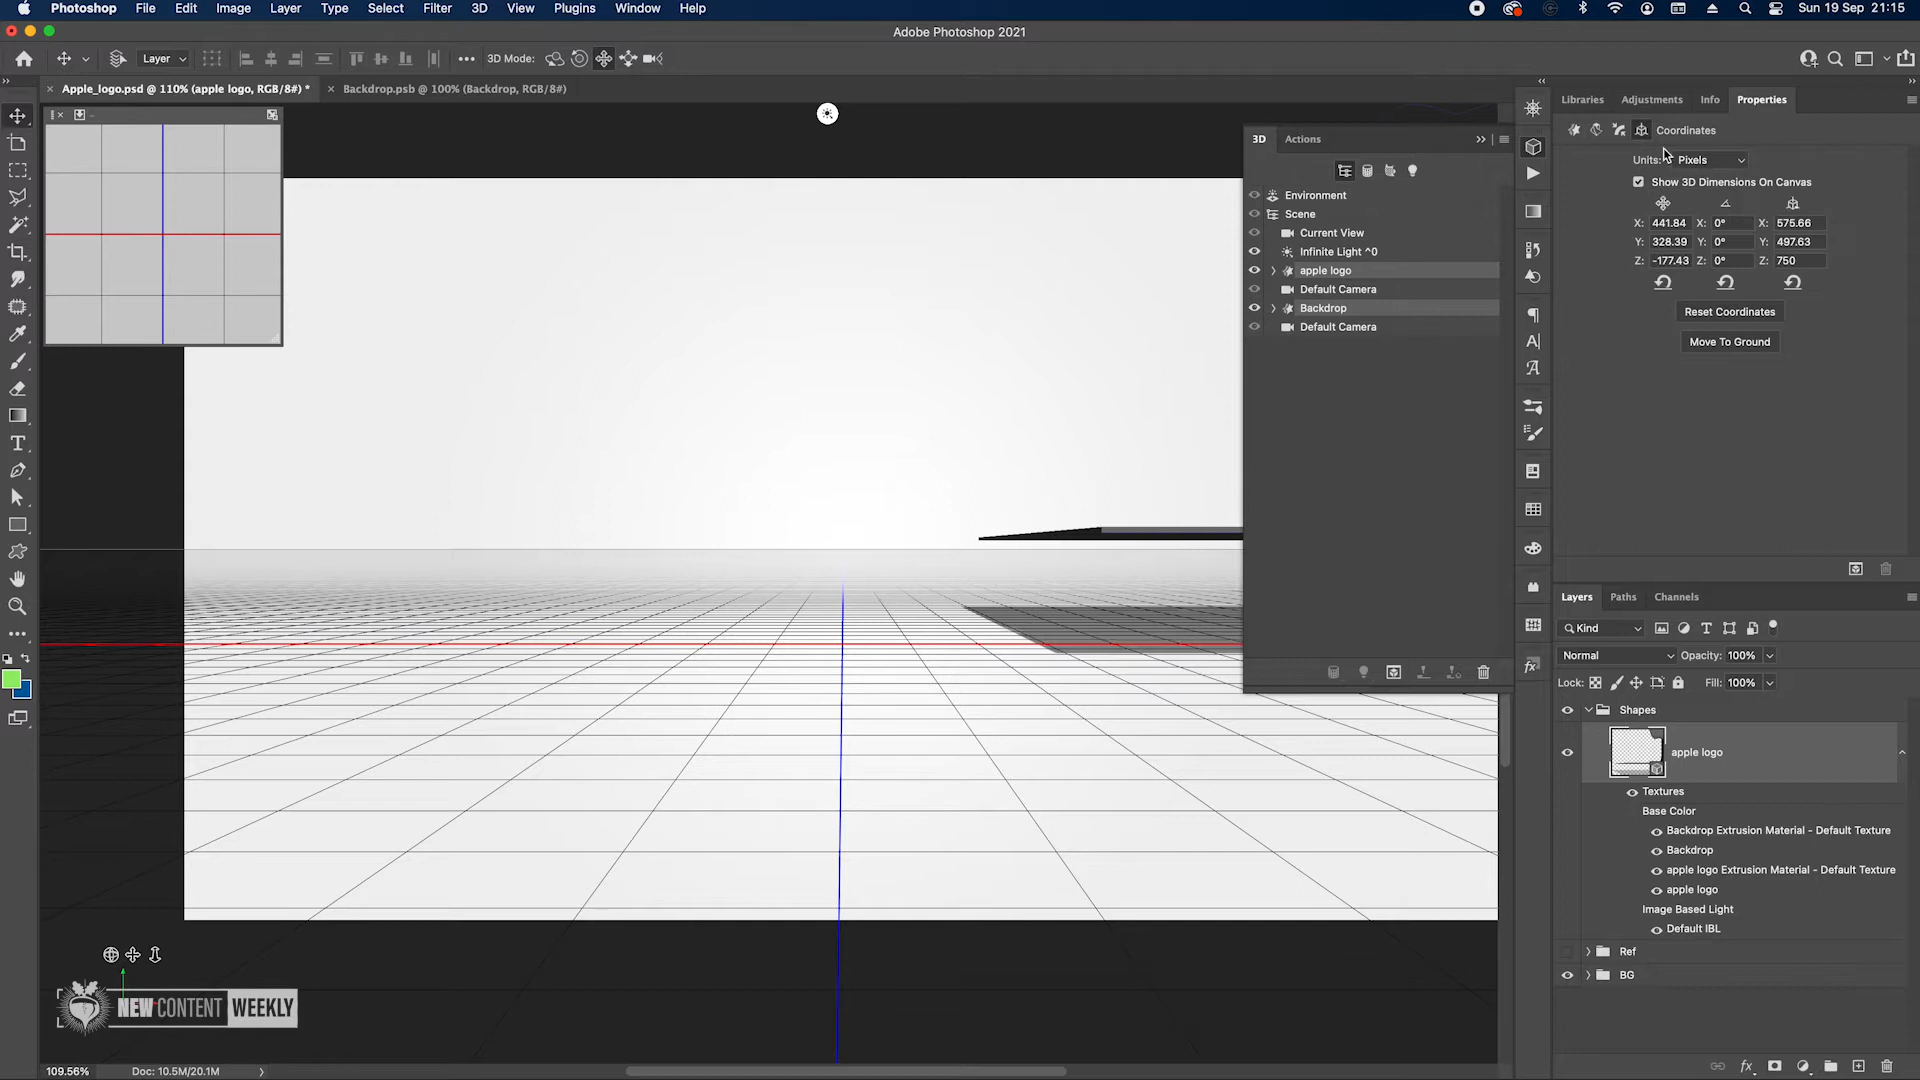 Photoshop File Edit Image Layer Type Select Filter 3D View Plugins Window Help Sun 19 Sep 21:15
Adobe Photoshop 2021
Layer 3D Mode:
Apple_logo.psd @ 110% (apple logo, RGB/8#) * Backdrop.psb @ 100% (Backdrop, RGB/8#)
3D Actions
Environment
Scene
Current View
Infinite Light ^0
apple logo
Default Camera
Backdrop
Default Camera
Libraries Adjustments Info Properties
Coordinates
Units: Pixels
Show 3D Dimensions On Canvas
X: 441.84 X: 0° X: 575.66
Y: 328.39 Y: 0° Y: 497.63
Z: -177.43 Z: 0° Z: 750
Reset Coordinates
Move To Ground
Layers Paths Channels
Kind
Normal Opacity: 100%
Lock: Fill: 100%
Shapes
apple logo
Textures
Base Color
Backdrop Extrusion Material - Default Texture
Backdrop
apple logo Extrusion Material - Default Texture
apple logo
Image Based Light
Default IBL
Ref
BG
NEW CONTENT WEEKLY
109.56% Doc: 10.5M/20.1M